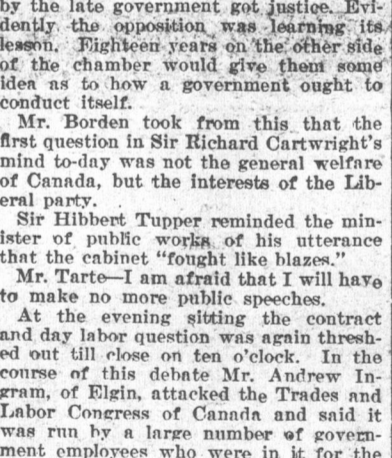 by the late government got justice. Evi-
dently the opposition was learning its
lesson. Eighteen years on the other side
of the chamber would give them some
idea as to how a government ought to
conduct itself.
Mr. Borden took from this that the
first question in Sir Richard Cartwright's
mind to-day was not the general welfare
of Canada, but the interests of the Lib-
eral party.
Sir Hibbert Tupper reminded the min-
ister of public works of his utterance
that the cabinet "fought like blazes."
Mr. Tarte—I am afraid that I will have
to make no more public speeches.
At the evening sitting the contract
and day labor question was again thresh-
ed out till close on ten o'clock. In the
course of this debate Mr. Andrew In-
gram, of Elgin, attacked the Trades and
Labor Congress of Canada and said it
was run by a large number of govern-
ment employees who were in it for the